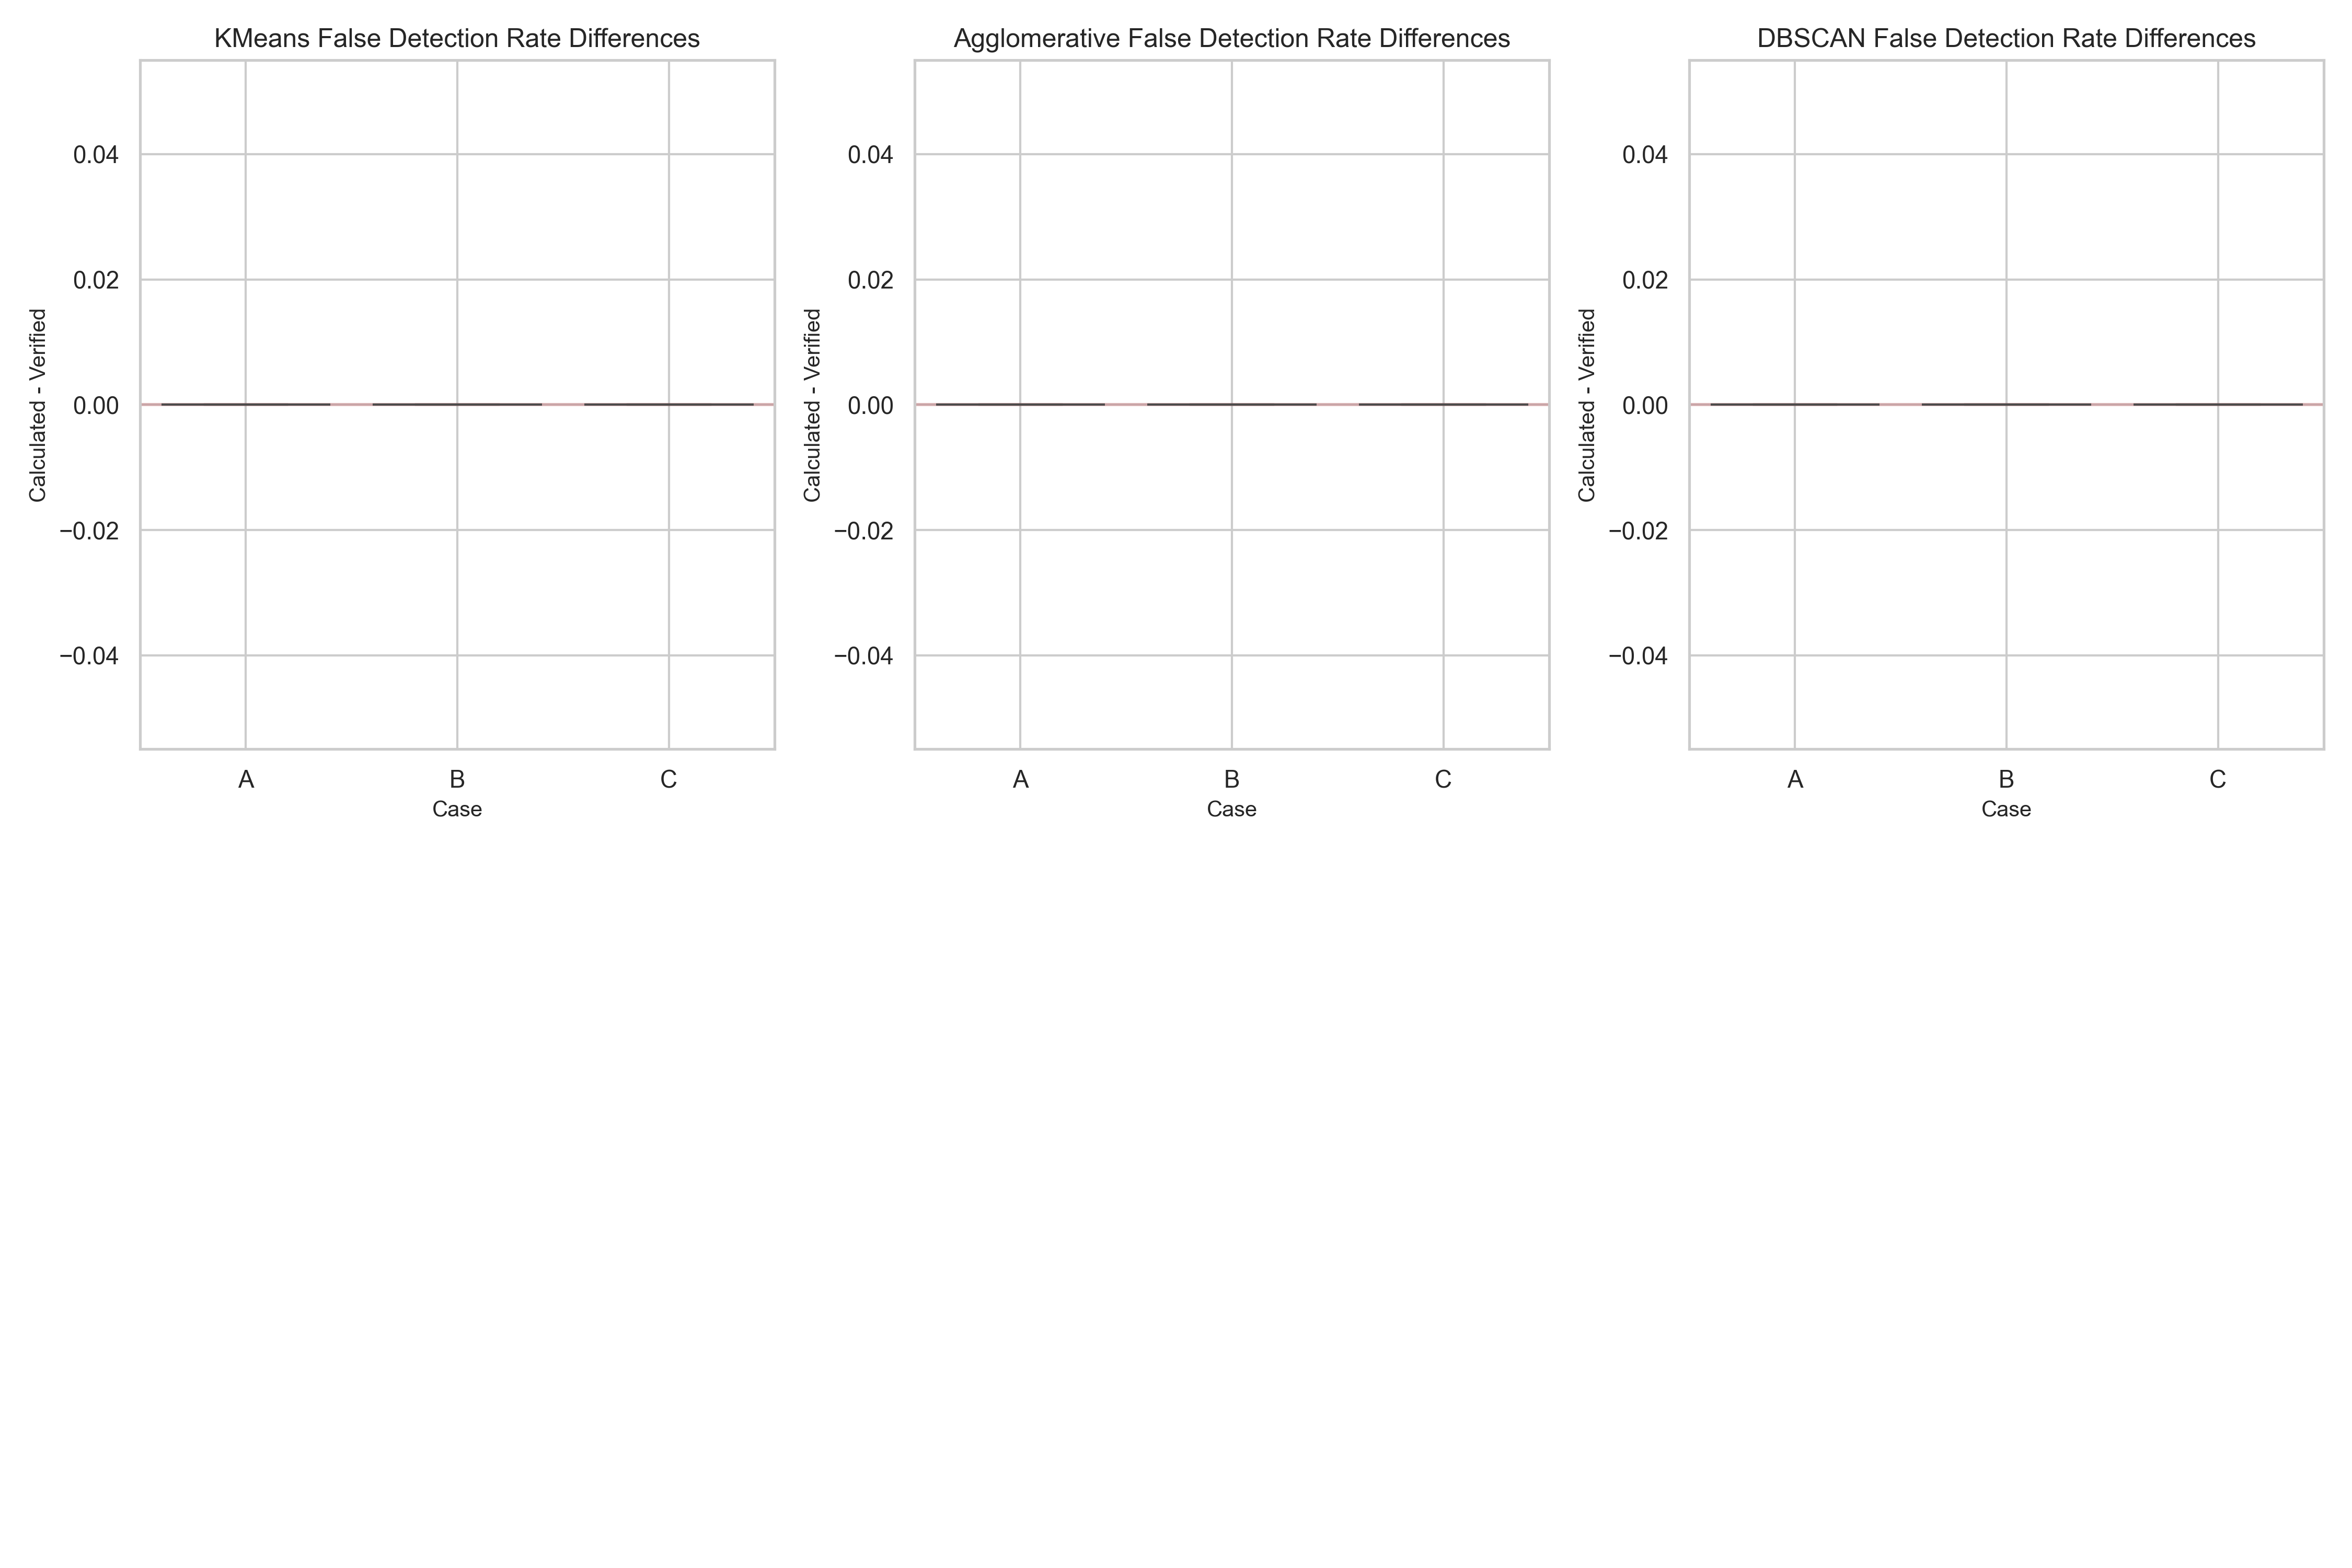 KMeans False Detection Rate Differences
Calculated - Verified
0.04
0.02
0.00
−0.02
−0.04
A B C
Case
Agglomerative False Detection Rate Differences
Calculated - Verified
0.04
0.02
0.00
−0.02
−0.04
A B C
Case
DBSCAN False Detection Rate Differences
Calculated - Verified
0.04
0.02
0.00
−0.02
−0.04
A B C
Case